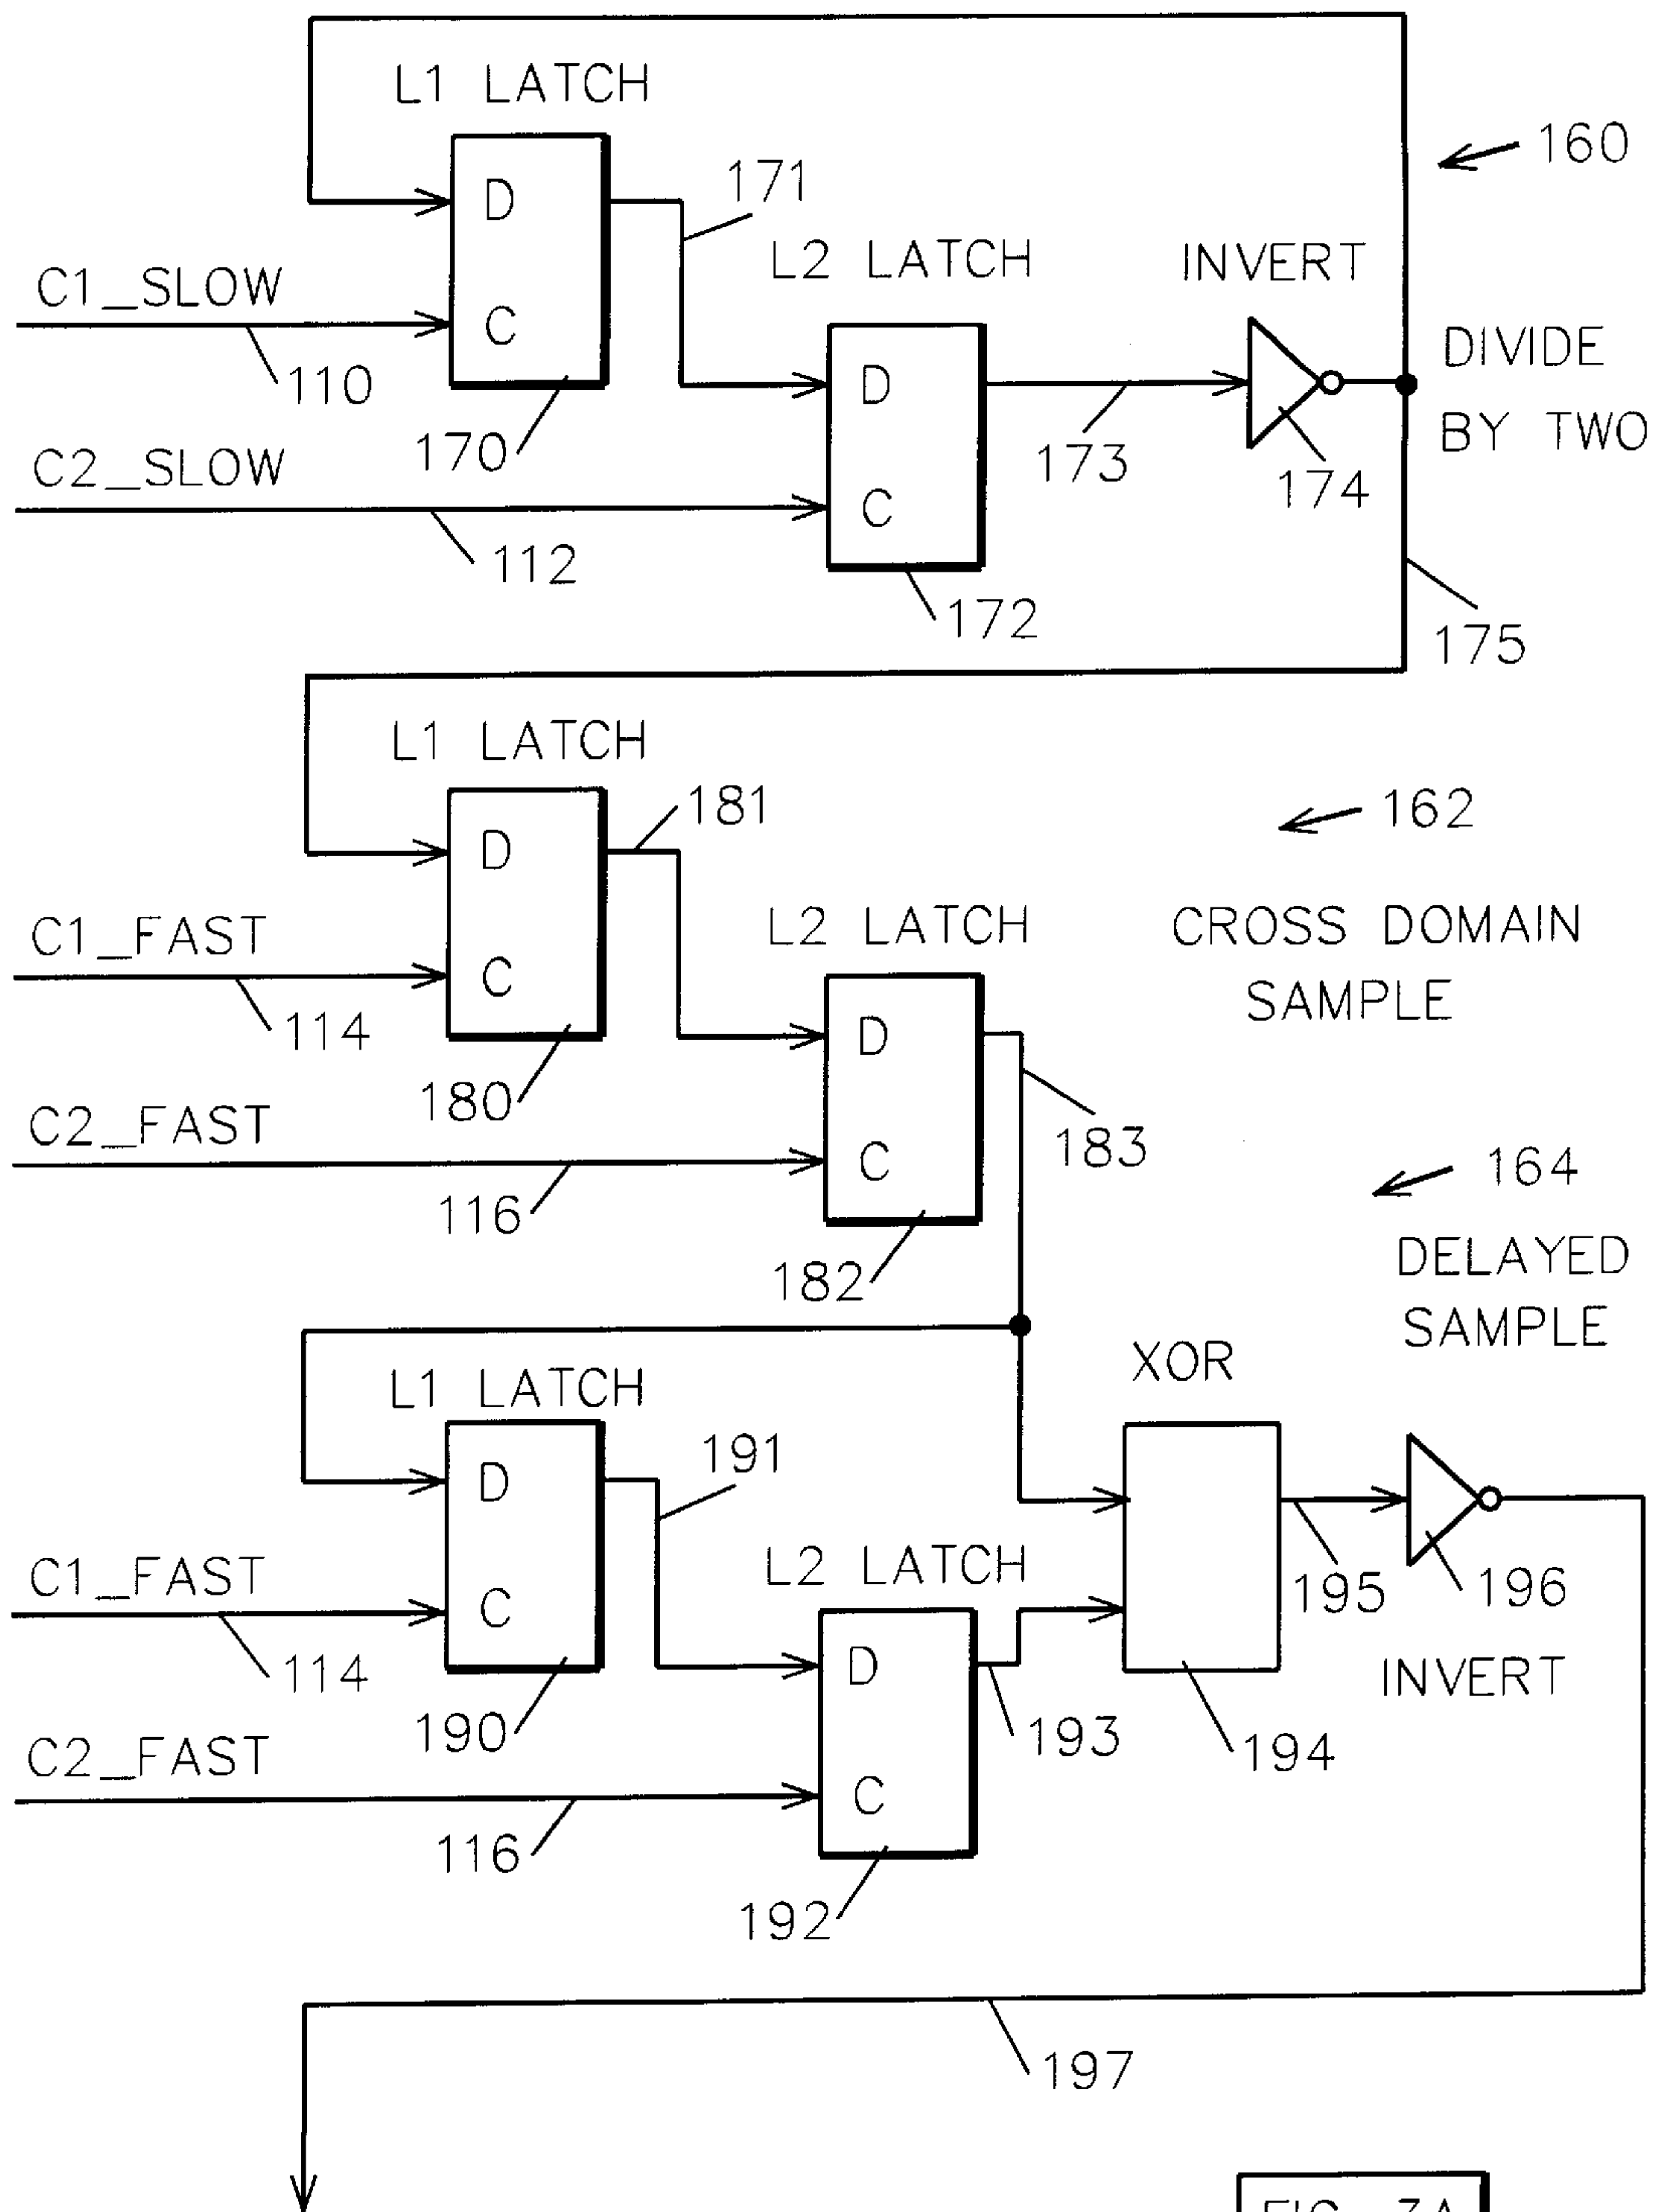 L1 LATCH
160
D
171
L2 LATCH
INVERT
C1_SLOW
C
110
D
DIVIDE
BY TWO
170
173
174
C2_SLOW
C
112
172
175
L1 LATCH
181
162
D
L2 LATCH
CROSS DOMAIN
SAMPLE
C1_FAST
C
114
D
180
C2_FAST
183
C
164
116
182
DELAYED
SAMPLE
XOR
L1 LATCH
191
D
L2 LATCH
C1_FAST
C
195
196
114
D
INVERT
190
193
194
C2_FAST
C
116
192
197
FIG. 3A